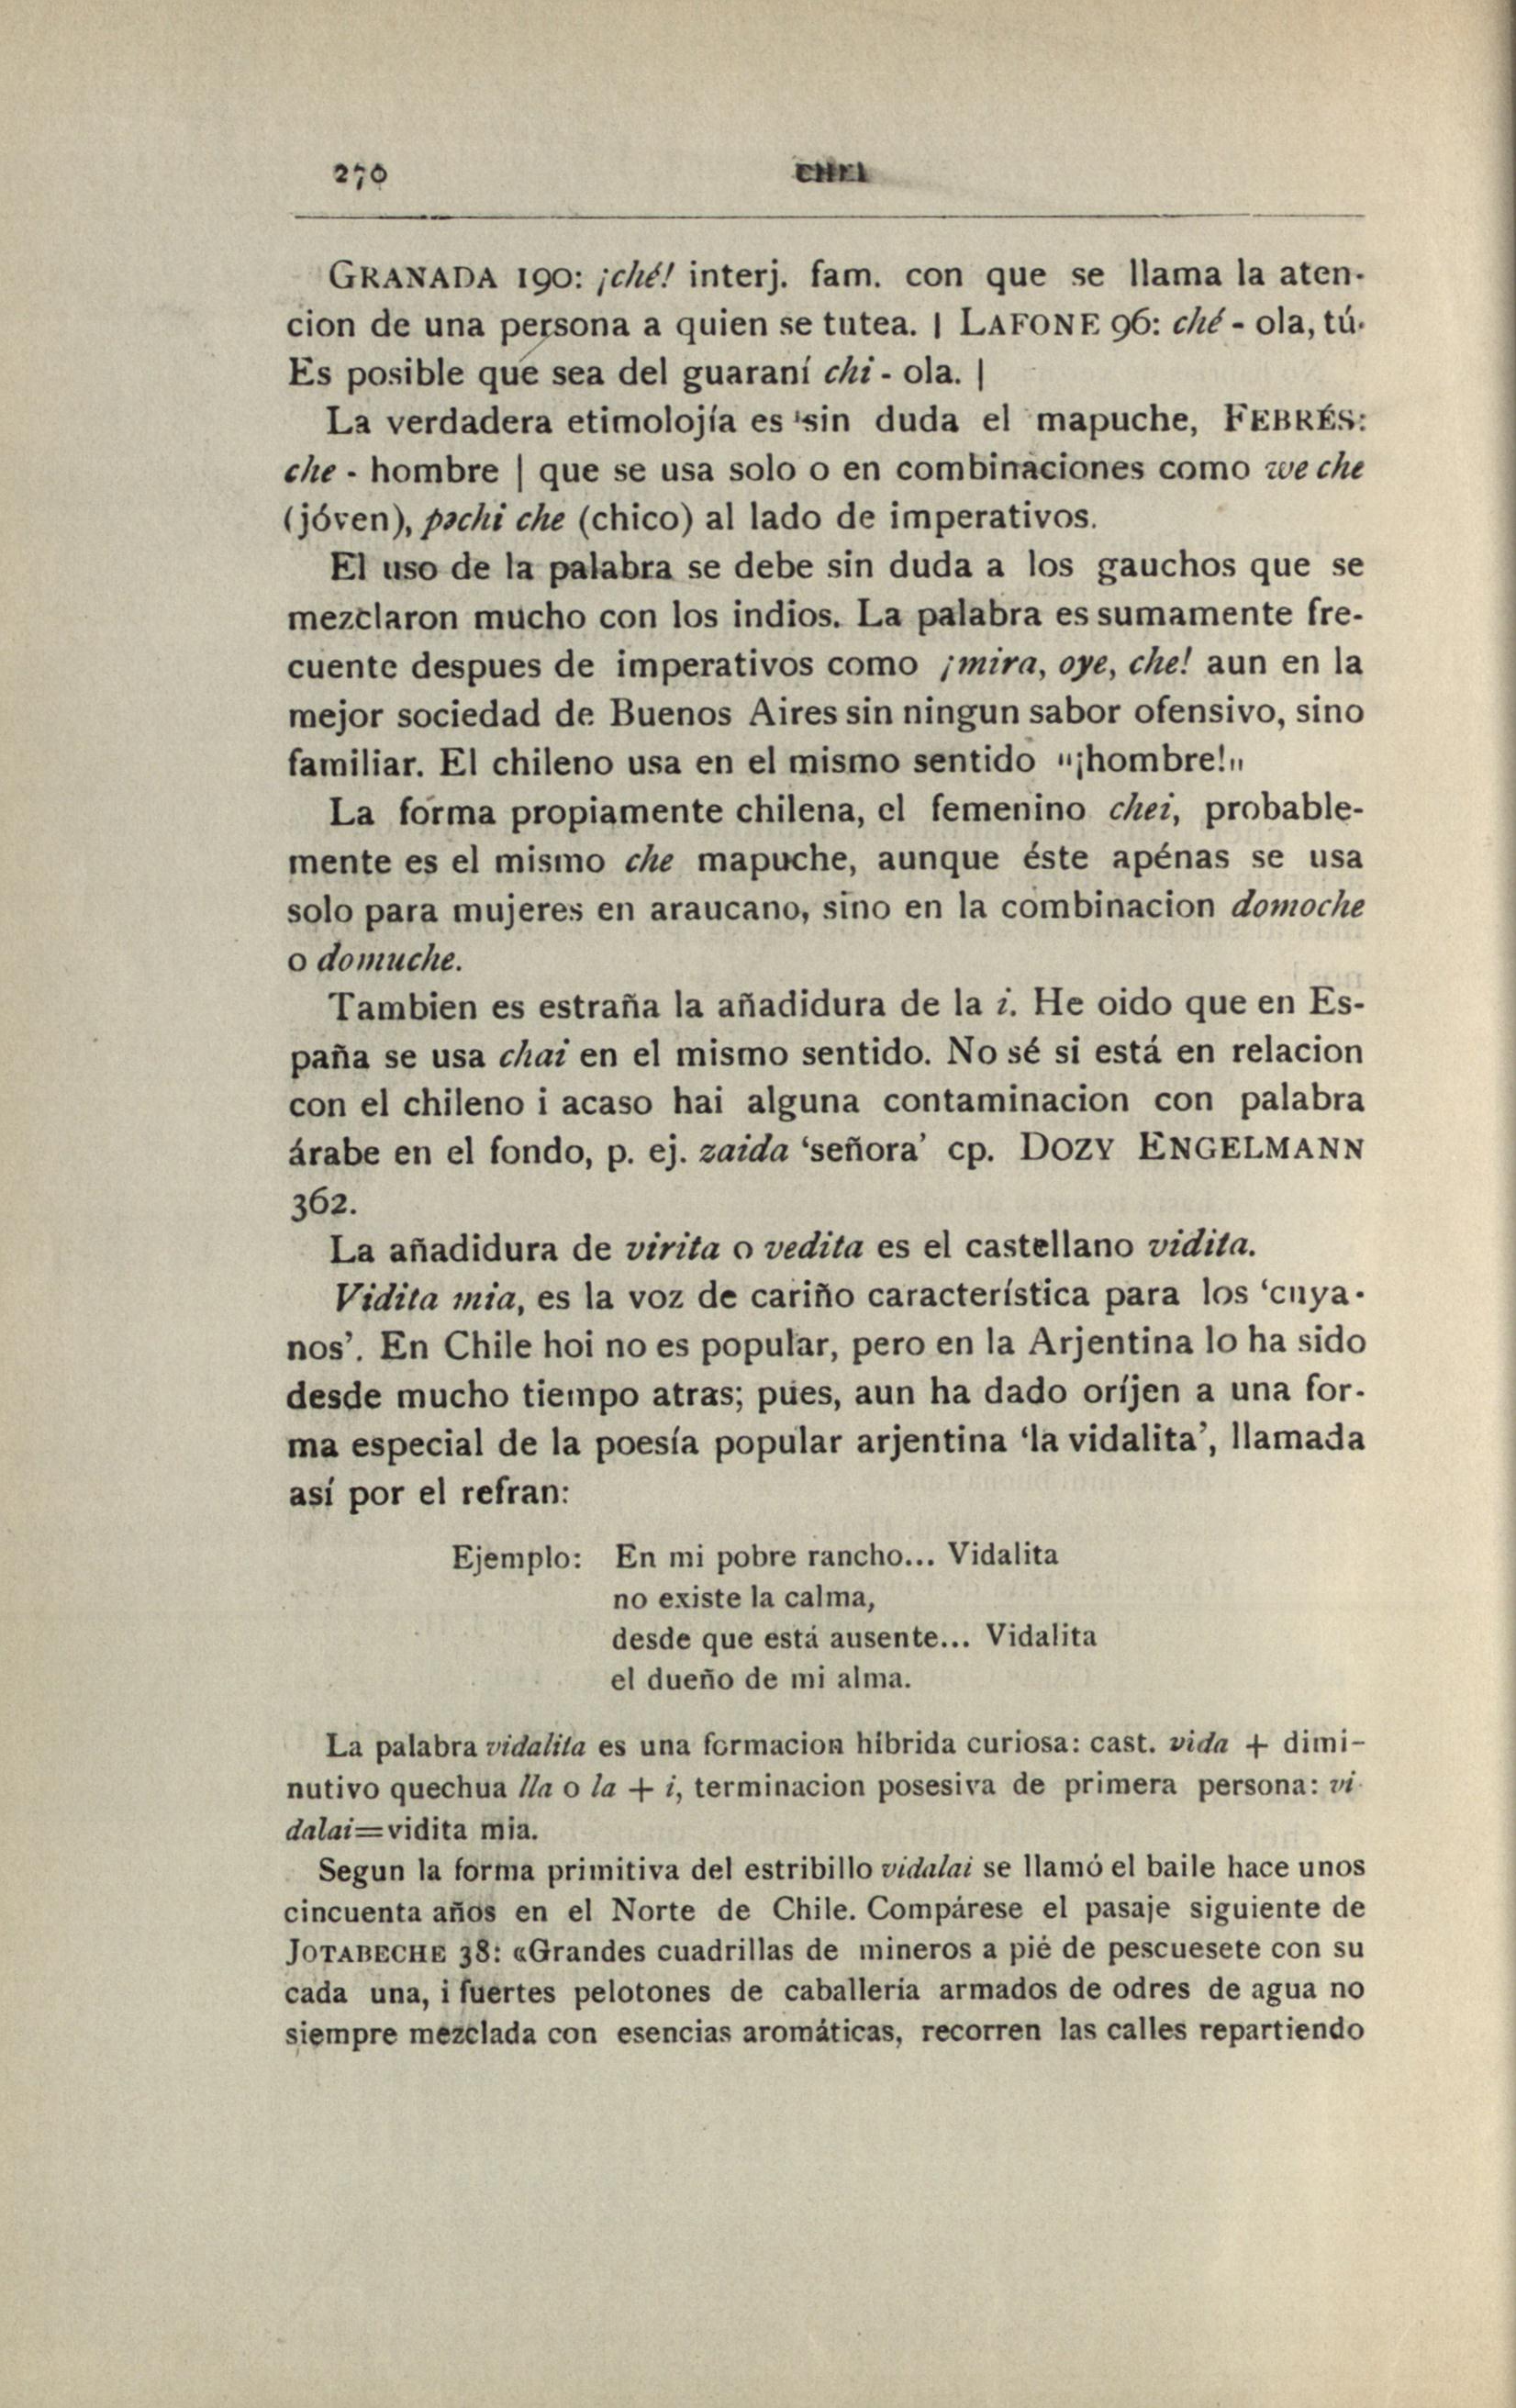 270 CHEI
GRANADA 190: ¡ché! interj. fam. con que se llama la aten-
cion de una persona a quien se tutea. | LAFONE 96: ché - ola, tú.
Es posible que sea del guaraní chi - ola. |
La verdadera etimolojía es sin duda el mapuche, FEBRÉS:
che - hombre | que se usa solo o en combinaciones como we che
(jóven), pəchi che (chico) al lado de imperativos.
El uso de la palabra se debe sin duda a los gauchos que se
mezclaron mucho con los indios. La palabra es sumamente fre-
cuente despues de imperativos como ¡mira, oye, che! aun en la
mejor sociedad de Buenos Aires sin ningun sabor ofensivo, sino
familiar. El chileno usa en el mismo sentido "¡hombre!"
La forma propiamente chilena, el femenino chei, probable-
mente es el mismo che mapuche, aunque éste apénas se usa
solo para mujeres en araucano, sino en la combinacion domoche
o domuche.
Tambien es estraña la añadidura de la i. He oido que en Es-
paña se usa chai en el mismo sentido. No sé si está en relacion
con el chileno i acaso hai alguna contaminacion con palabra
árabe en el fondo, p. ej. zaida ‘señora’ cp. DOZY ENGELMANN
362.
La añadidura de virita o vedita es el castellano vidita.
Vidita mia, es la voz de cariño característica para los ‘cuya-
nos’. En Chile hoi no es popular, pero en la Arjentina lo ha sido
desde mucho tiempo atras; pues, aun ha dado oríjen a una for-
ma especial de la poesía popular arjentina ‘la vidalita’, llamada
así por el refran:
Ejemplo: En mi pobre rancho... Vidalita
no existe la calma,
desde que está ausente... Vidalita
el dueño de mi alma.
La palabra vidalita es una formacion híbrida curiosa: cast. vida + dimi-
nutivo quechua lla o la + i, terminacion posesiva de primera persona: vi
dalai=vidita mia.
Segun la forma primitiva del estribillo vidalai se llamó el baile hace unos
cincuenta años en el Norte de Chile. Compárese el pasaje siguiente de
JOTABECHE 38: «Grandes cuadrillas de mineros a pié de pescuesete con su
cada una, i fuertes pelotones de caballería armados de odres de agua no
siempre mezclada con esencias aromáticas, recorren las calles repartiendo